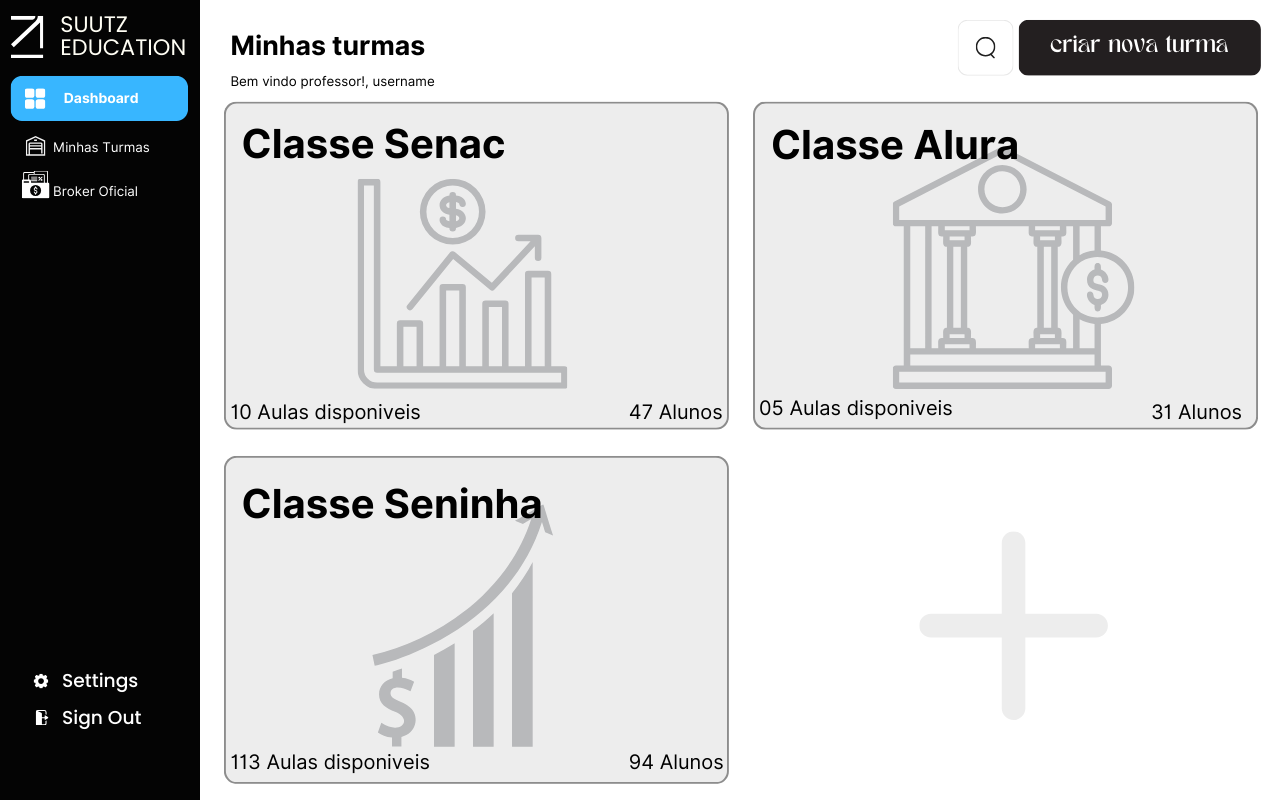 SUUTZ
EDUCATION
Dashboard
Minhas Turmas
Broker Oficial
Settings
Sign Out
Minhas turmas
Bem vindo professor!, username
criar nova turma
Classe Senac
$
10 Aulas disponiveis
47 Alunos
Classe Alura
$
05 Aulas disponiveis
31 Alunos
Classe Seninha
$
113 Aulas disponiveis
94 Alunos